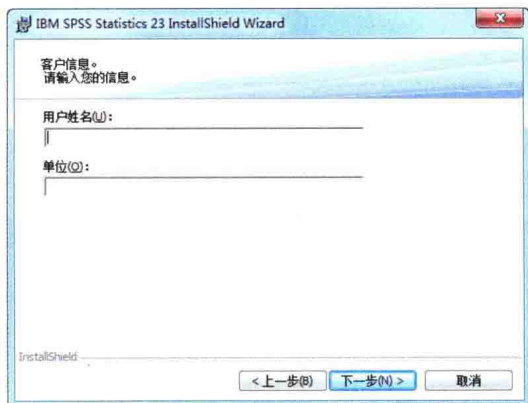 IBM SPSS Statistics 23 InstallShield Wizard
客户信息。
请输入您的信息。
用户姓名(U)：
单位(O)：
InstallShield
<上一步(B)
下一步(N) >
取消